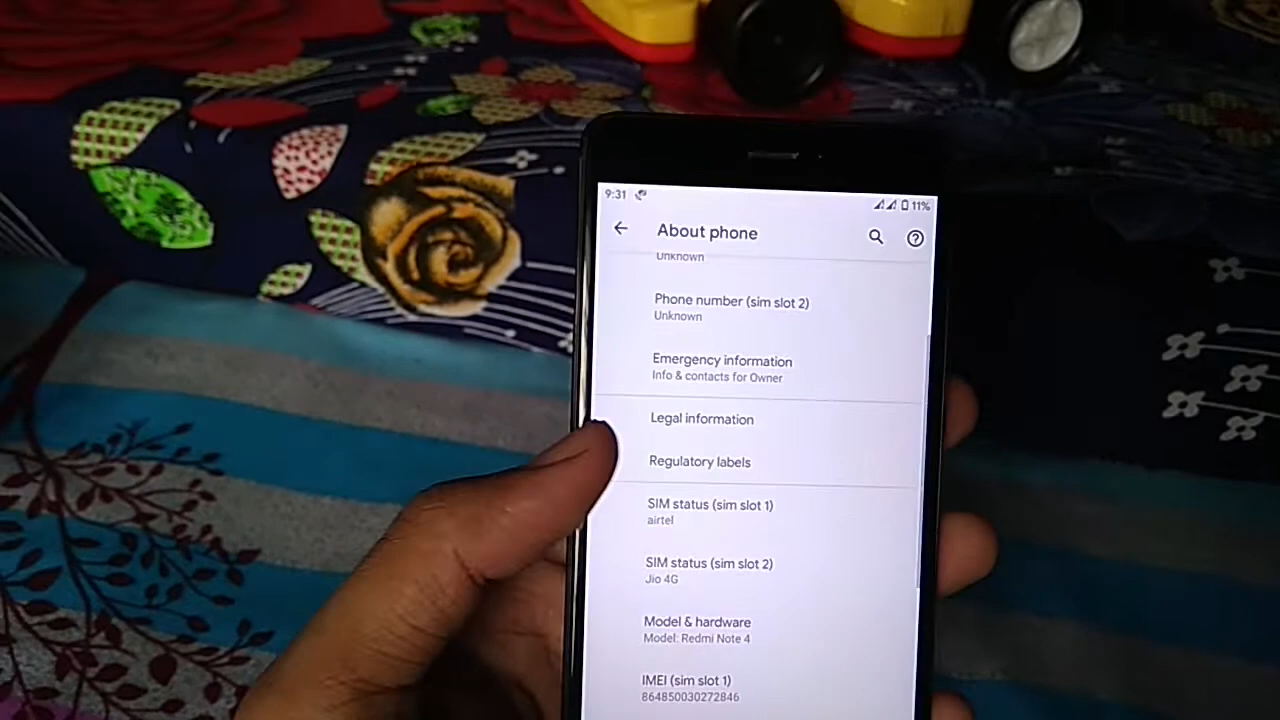 9:31
11%
About phone
Unknown
Phone number (sim slot 2)
Unknown
Emergency information
Info & contacts for Owner
Legal information
Regulatory labels
SIM status (sim slot 1)
airtel
SIM status (sim slot 2)
Jio 4G
Model & hardware
Model: Redmi Note 4
IMEI (sim slot 1)
864850030272846